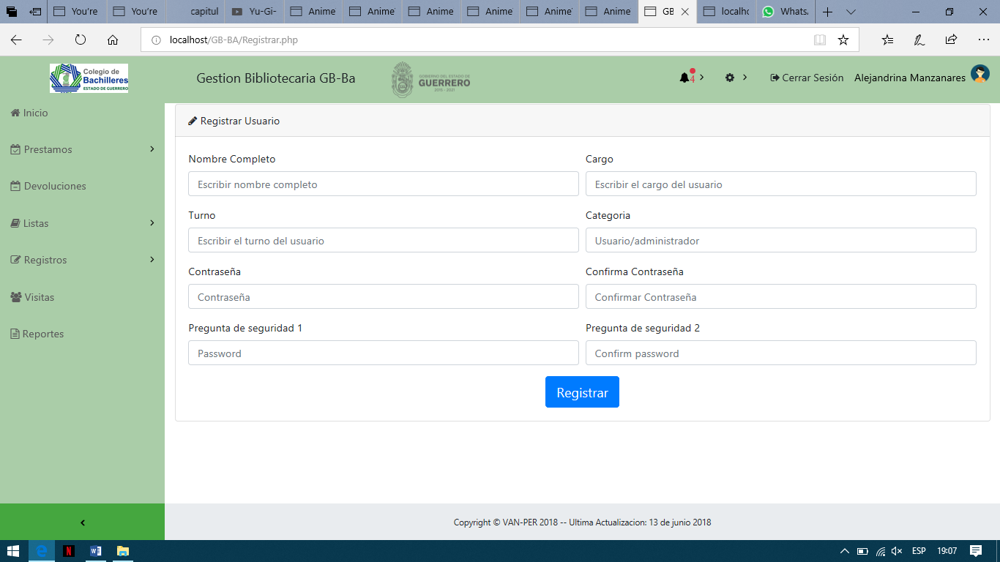 You're
You're
capitul
Yu-Gi-
Anime
Anime
Anime
Anime
Anime
Anime
GB
localho
WhatsA
localhost/GB-BA/Registrar.php
Colegio de
Bachilleres
ESTADO DE GUERRERO
Gestion Bibliotecaria GB-Ba
GOBIERNO DEL ESTADO DE
GUERRERO
2015 - 2021
4
Cerrar Sesión
Alejandrina Manzanares
Inicio
Prestamos
Devoluciones
Listas
Registros
Visitas
Reportes
Registrar Usuario
Nombre Completo
Cargo
Escribir nombre completo
Escribir el cargo del usuario
Turno
Categoria
Escribir el turno del usuario
Usuario/administrador
Contraseña
Confirma Contraseña
Contraseña
Confirmar Contraseña
Pregunta de seguridad 1
Pregunta de seguridad 2
Password
Confirm password
Registrar
Copyright © VAN-PER 2018 -- Ultima Actualizacion: 13 de junio 2018
ESP
19:07